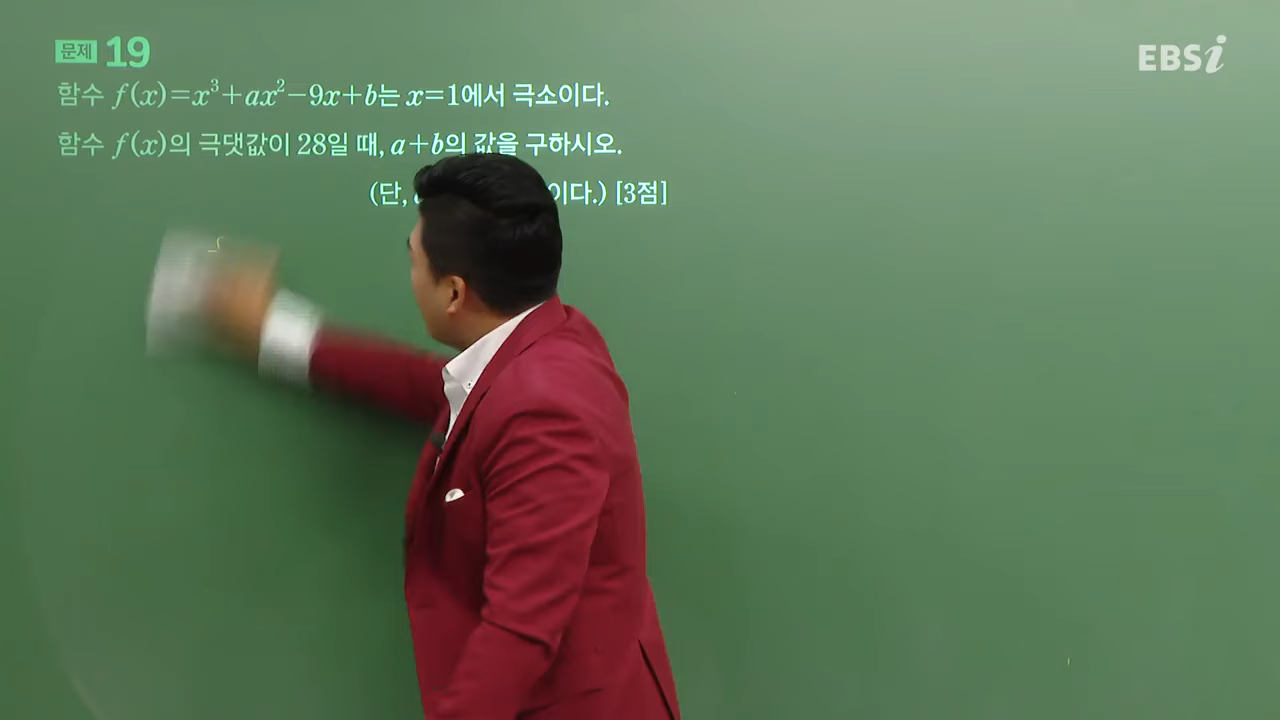 문제 19
EBSi
함수 f(x)=x³+ax²−9x+b는 x=1에서 극소이다.
함수 f(x)의 극댓값이 28일 때, a+b의 값을 구하시오.
(단, 이다.) [3점]